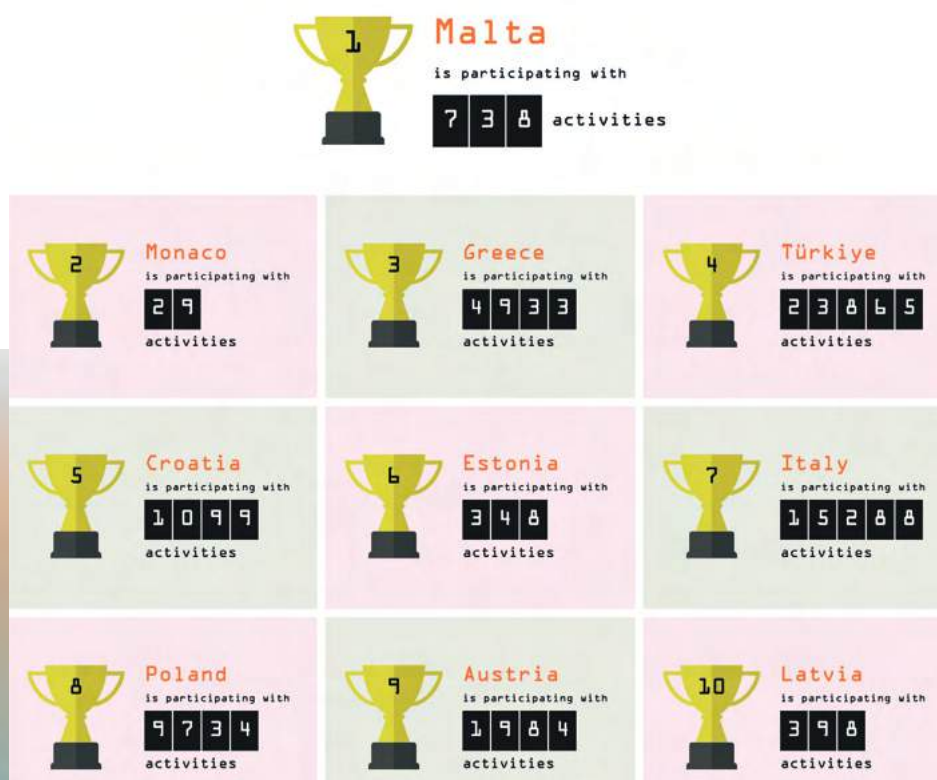 1
Malta
is participating with
738 activities
2
Monaco
is participating with
29
activities
3
Greece
is participating with
4933
activities
4
Türkiye
is participating with
23865
activities
5
Croatia
is participating with
1099
activities
6
Estonia
is participating with
348
activities
7
Italy
is participating with
15288
activities
8
Poland
is participating with
9734
activities
9
Austria
is participating with
1984
activities
10
Latvia
is participating with
398
activities